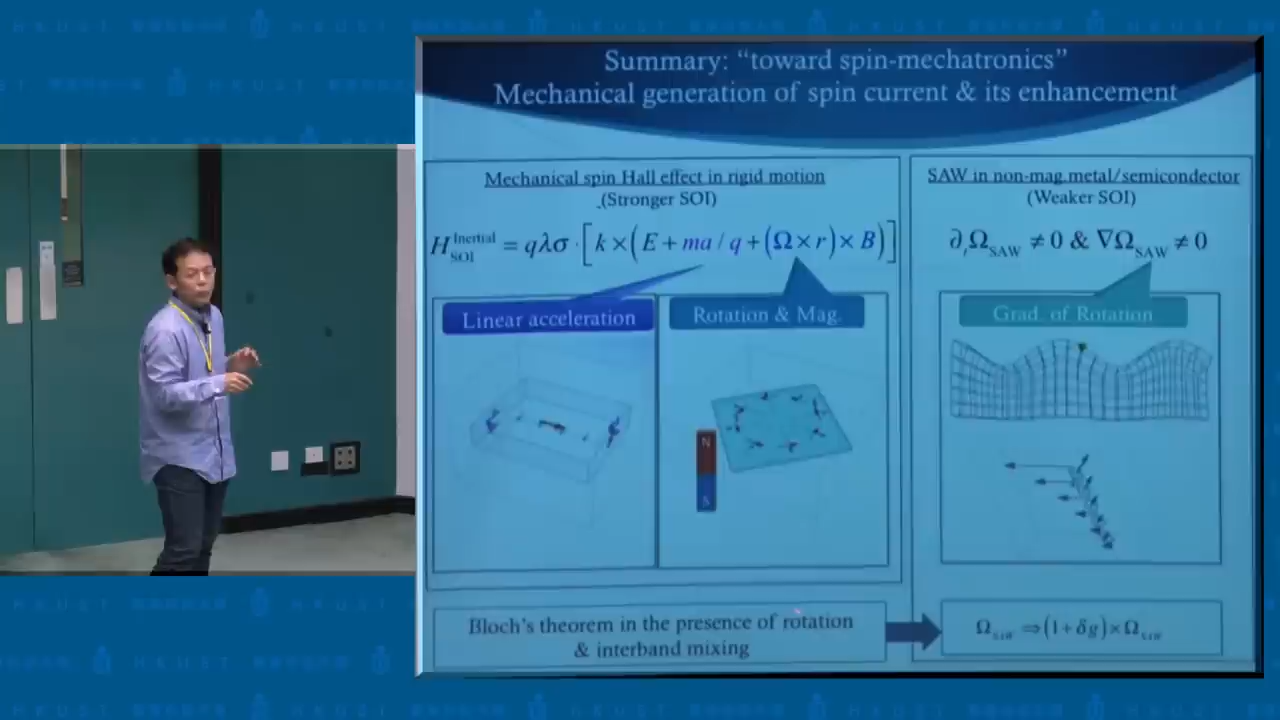 Summary: “toward spin-mechatronics”
Mechanical generation of spin current & its enhancement
Mechanical spin Hall effect in rigid motion
(Stronger SOI)
H_SOI^Inertial = qλσ · [k × (E + ma / q + (Ω × r) × B)]
Linear acceleration
Rotation & Mag.
N
S
SAW in non-mag.metal/semicondector
(Weaker SOI)
∂_t Ω_SAW ≠ 0 & ∇Ω_SAW ≠ 0
Grad. of Rotation
Bloch’s theorem in the presence of rotation
& interband mixing
Ω_SAW ⇒ (1 + δg) × Ω_SAW
HKUST